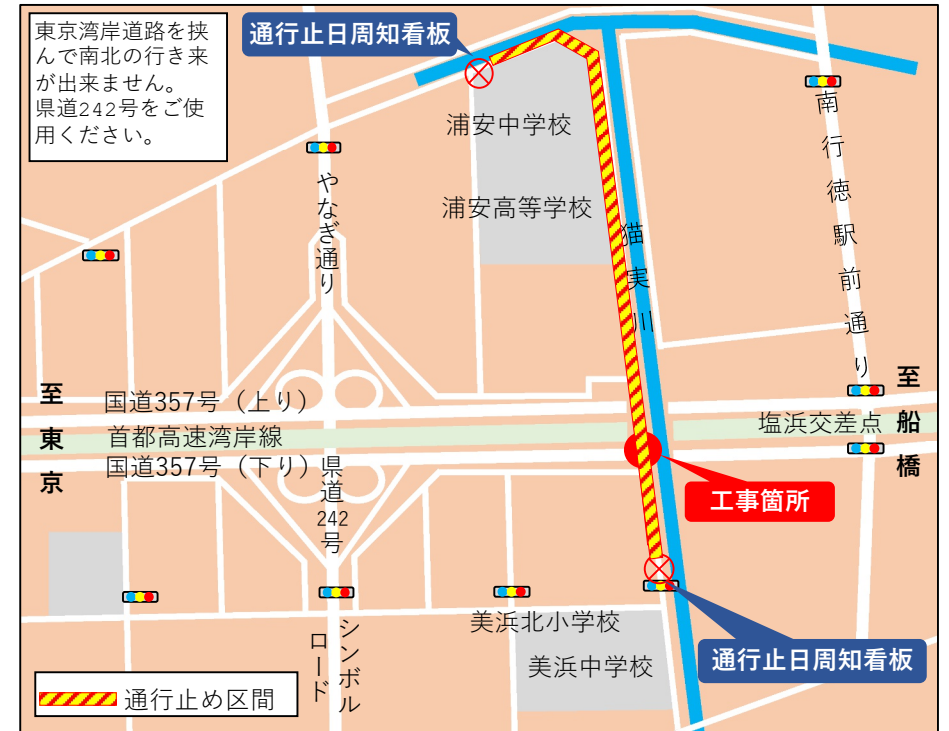 東京湾岸道路を挟
んで南北の行き来
が出来ません。
県道242号をご使
用ください。
通行止日周知看板
浦安中学校
浦安高等学校
やなぎ通り
猫実川
南行徳駅前通り
至東京
国道357号（上り）
首都高速湾岸線
国道357号（下り）
塩浜交差点
至船橋
県道242号
工事箇所
シンボル
ロード
美浜北小学校
美浜中学校
通行止日周知看板
通行止め区間